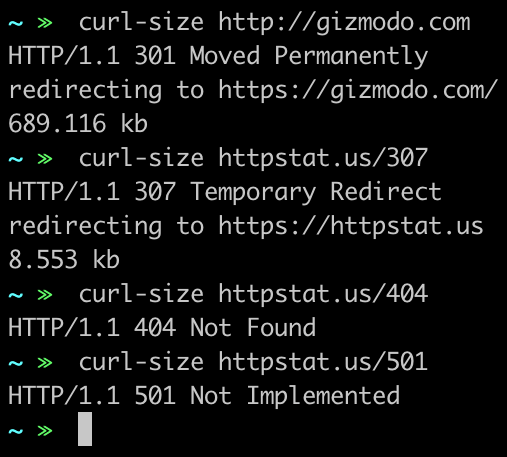 ~ ≫ curl-size http://gizmodo.com
HTTP/1.1 301 Moved Permanently
redirecting to https://gizmodo.com/
689.116 kb
~ ≫ curl-size httpstat.us/307
HTTP/1.1 307 Temporary Redirect
redirecting to https://httpstat.us
8.553 kb
~ ≫ curl-size httpstat.us/404
HTTP/1.1 404 Not Found
~ ≫ curl-size httpstat.us/501
HTTP/1.1 501 Not Implemented
~ ≫